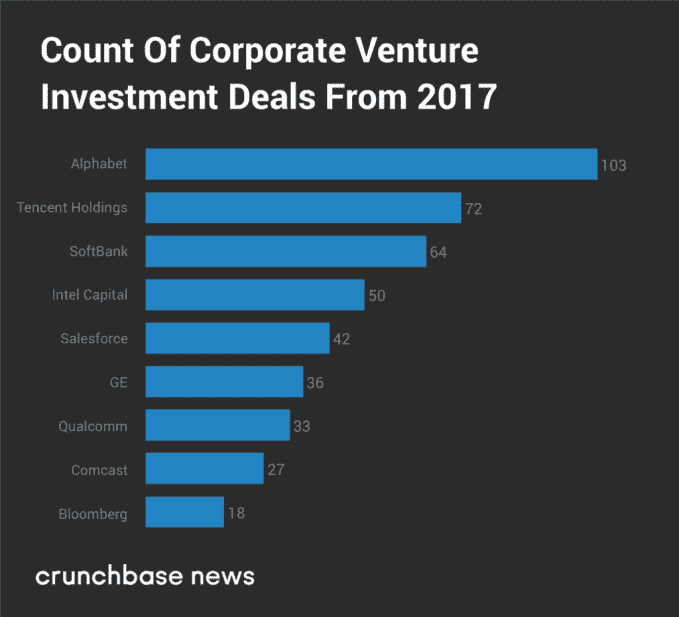 Count Of Corporate Venture
Investment Deals From 2017
Alphabet 103
Tencent Holdings 72
SoftBank 64
Intel Capital 50
Salesforce 42
GE 36
Qualcomm 33
Comcast 27
Bloomberg 18
crunchbase news